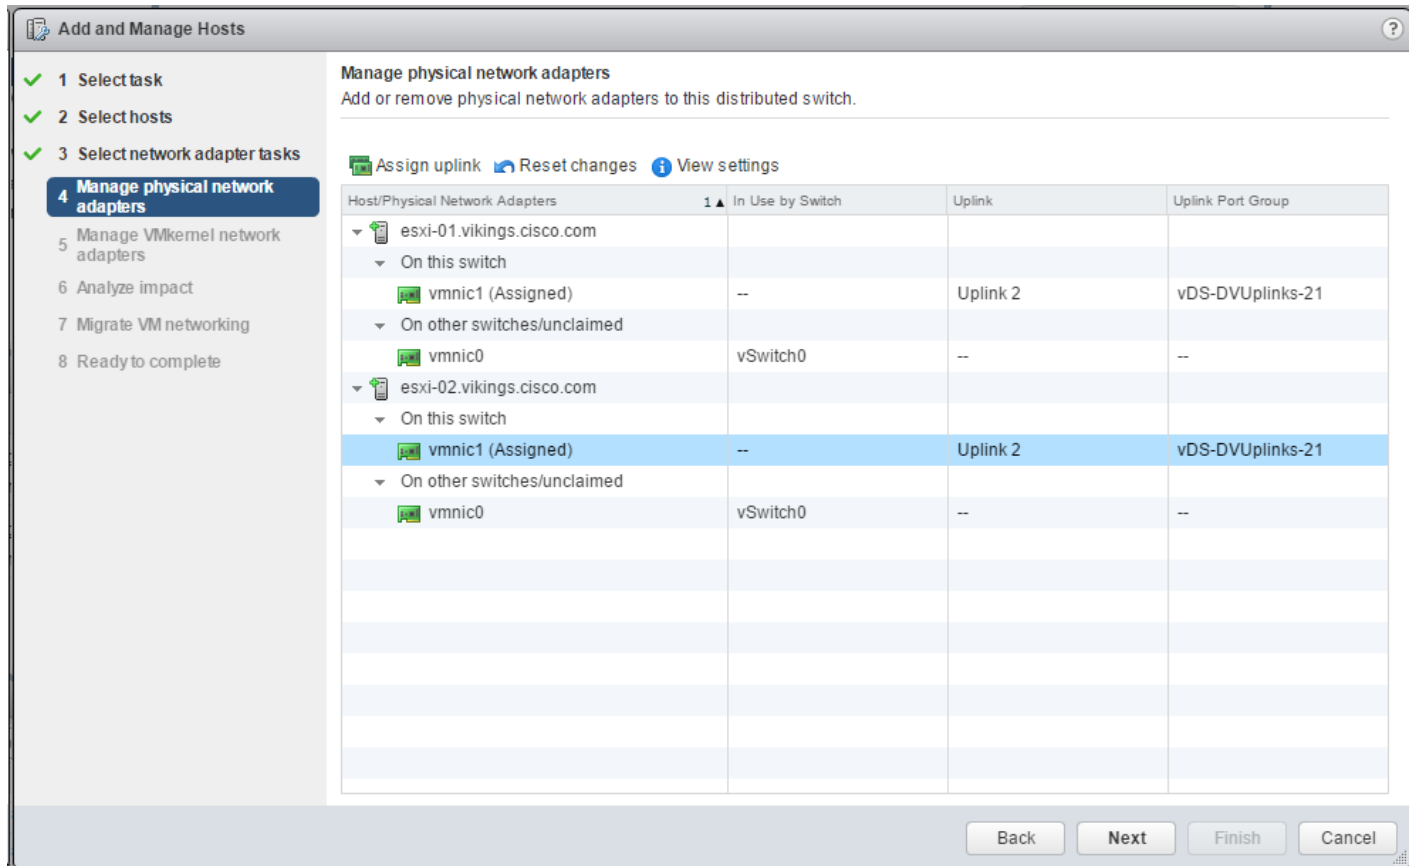 Add and Manage Hosts
?
1 Select task
2 Select hosts
3 Select network adapter tasks
4 Manage physical network
adapters
5 Manage VMkernel network
adapters
6 Analyze impact
7 Migrate VM networking
8 Ready to complete
Manage physical network adapters
Add or remove physical network adapters to this distributed switch.
Assign uplink Reset changes View settings
Host/Physical Network Adapters 1 ▲ In Use by Switch Uplink Uplink Port Group
esxi-01.vikings.cisco.com
On this switch
vmnic1 (Assigned) -- Uplink 2 vDS-DVUplinks-21
On other switches/unclaimed
vmnic0 vSwitch0 -- --
esxi-02.vikings.cisco.com
On this switch
vmnic1 (Assigned) -- Uplink 2 vDS-DVUplinks-21
On other switches/unclaimed
vmnic0 vSwitch0 -- --
Back Next Finish Cancel